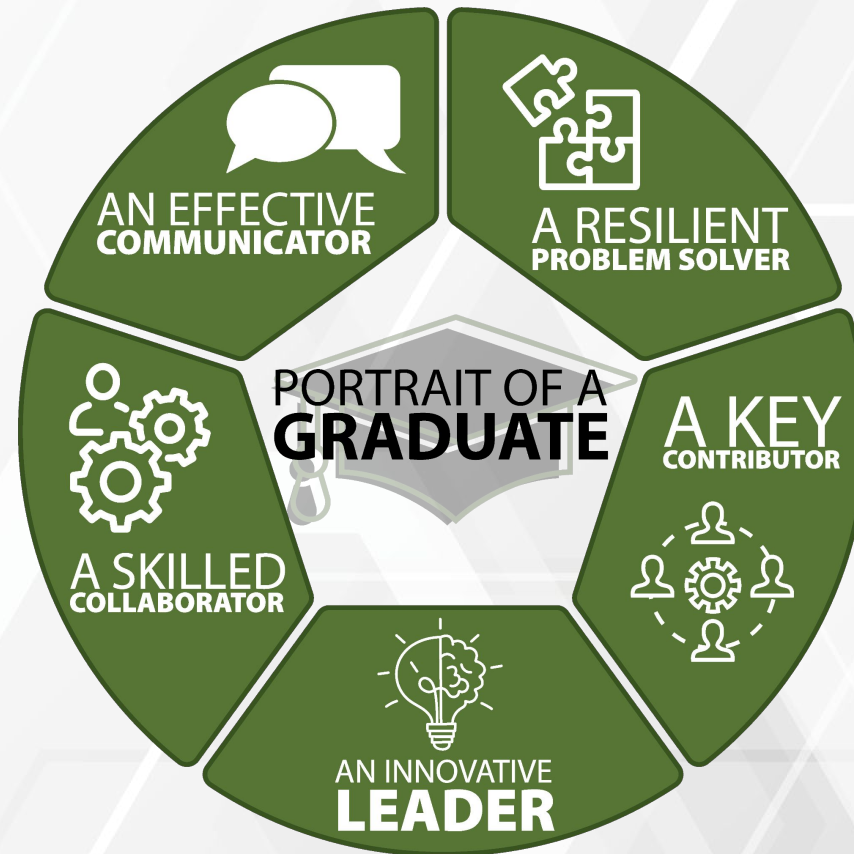 AN EFFECTIVE
COMMUNICATOR
A RESILIENT
PROBLEM SOLVER
PORTRAIT OF A
GRADUATE
A KEY
CONTRIBUTOR
A SKILLED
COLLABORATOR
AN INNOVATIVE
LEADER